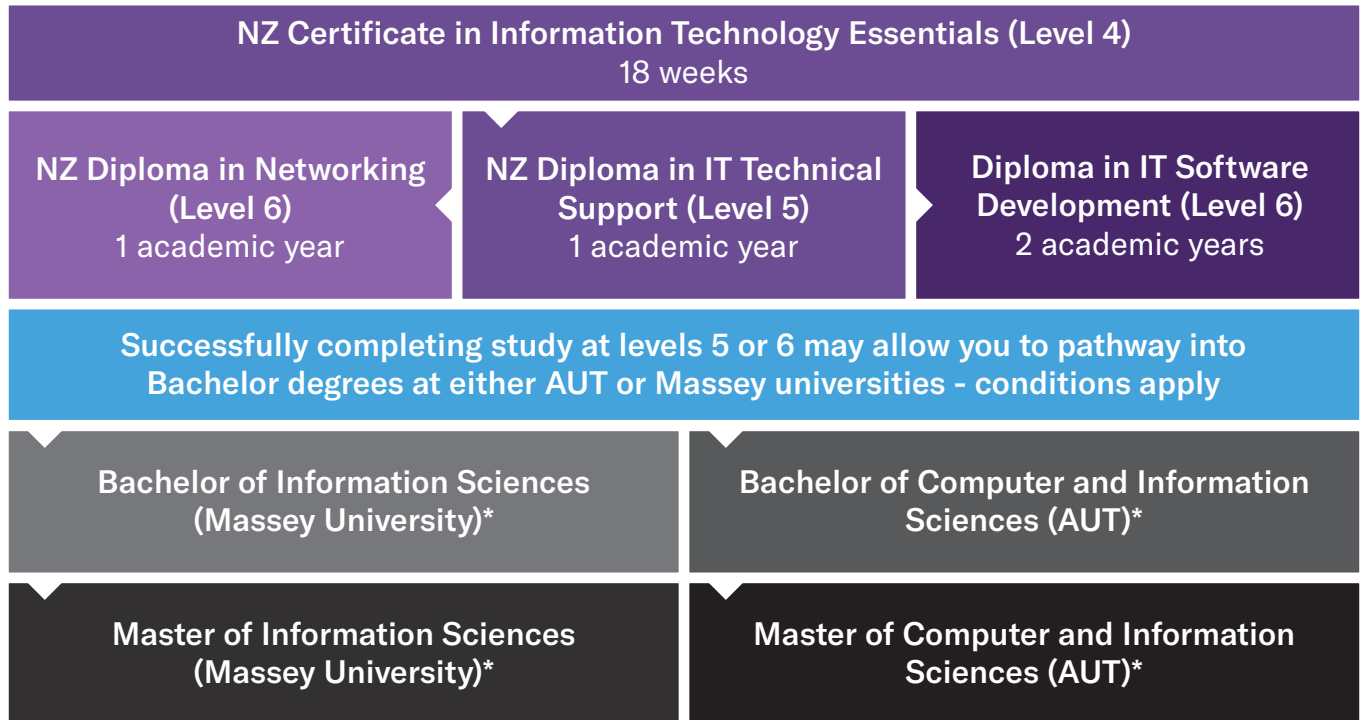 NZ Certificate in Information Technology Essentials (Level 4)
18 weeks
NZ Diploma in Networking
(Level 6)
1 academic year
NZ Diploma in IT Technical
Support (Level 5)
1 academic year
Diploma in IT Software
Development (Level 6)
2 academic years
Successfully completing study at levels 5 or 6 may allow you to pathway into
Bachelor degrees at either AUT or Massey universities - conditions apply
Bachelor of Information Sciences
(Massey University)*
Bachelor of Computer and Information
Sciences (AUT)*
Master of Information Sciences
(Massey University)*
Master of Computer and Information
Sciences (AUT)*